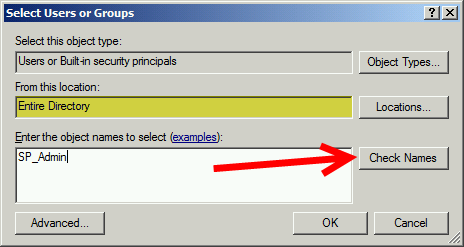 Select Users or Groups
Select this object type:
Users or Built-in security principals
Object Types...
From this location:
Entire Directory
Locations...
Enter the object names to select (examples):
SP_Admin
Check Names
Advanced...
OK
Cancel